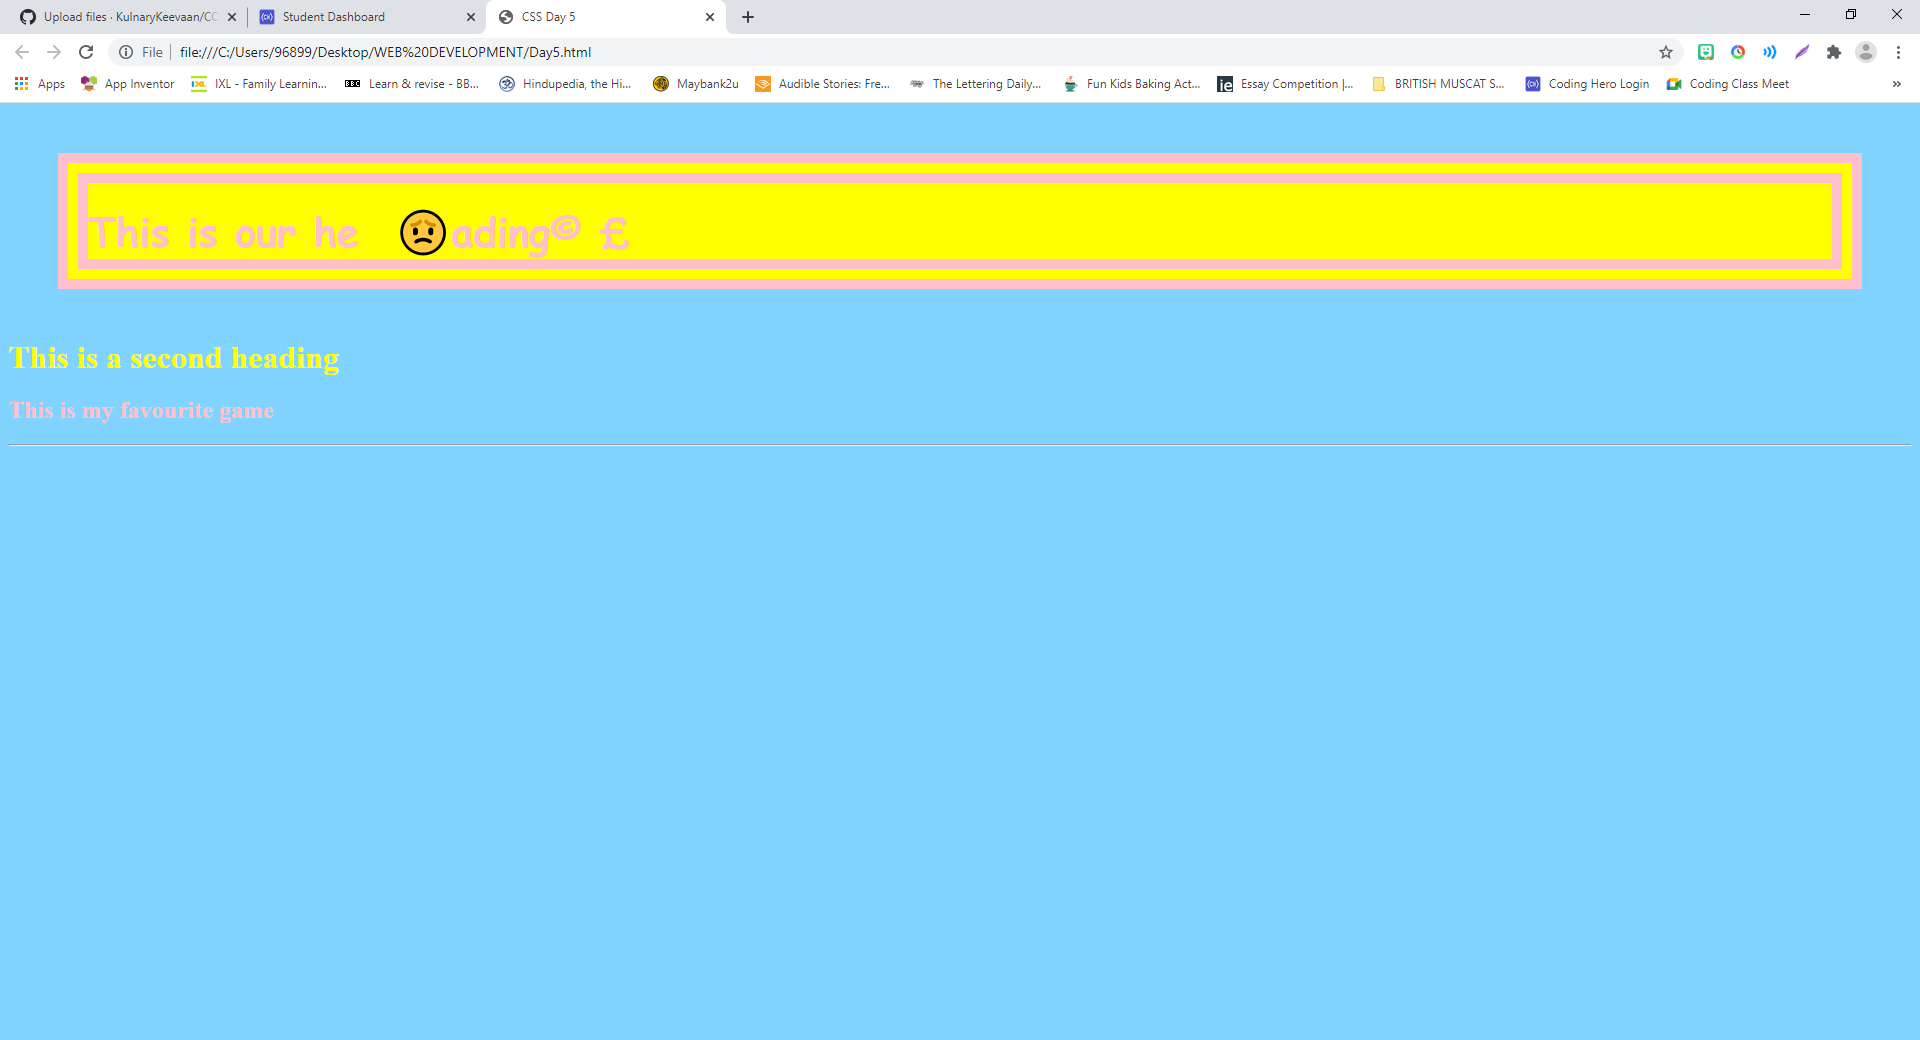 Upload files · KulnaryKeevaan/CC
Student Dashboard
CSS Day 5
File
file:///C:/Users/96899/Desktop/WEB%20DEVELOPMENT/Day5.html
Apps
App Inventor
IXL - Family Learnin...
Learn & revise - BB...
Hindupedia, the Hi...
Maybank2u
Audible Stories: Fre...
The Lettering Daily...
Fun Kids Baking Act...
Essay Competition |...
BRITISH MUSCAT S...
Coding Hero Login
Coding Class Meet
»
This is our he 😟ading© £
This is a second heading
This is my favourite game